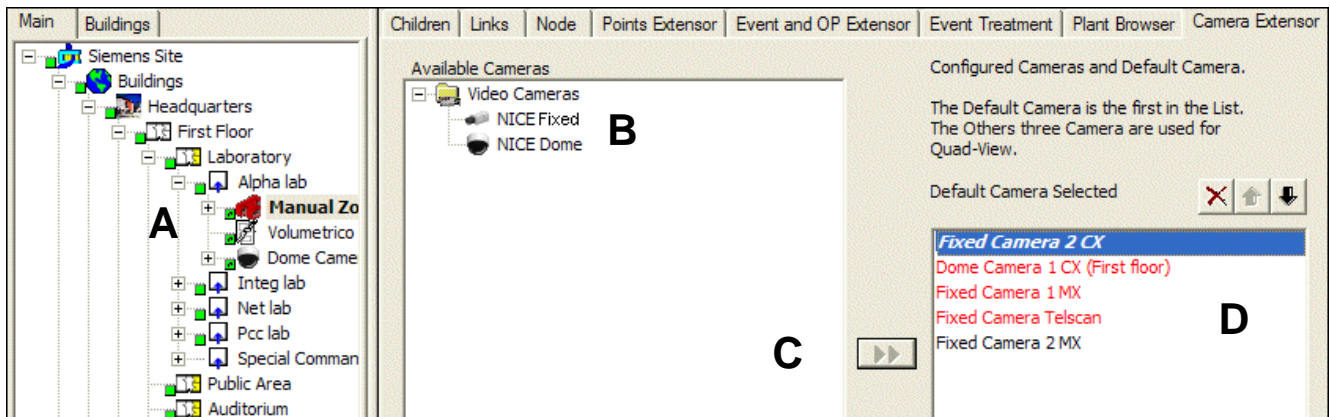 Main
Buildings
Siemens Site
Buildings
Headquarters
First Floor
Laboratory
Alpha lab
Manual Zo
Volumetrico
Dome Came
Integ lab
Net lab
Pcc lab
Special Comman
Public Area
Auditorium
A
Children
Links
Node
Points Extensor
Event and OP Extensor
Event Treatment
Plant Browser
Camera Extensor
Available Cameras
Video Cameras
NICE Fixed
NICE Dome
B
C
Configured Cameras and Default Camera.
The Default Camera is the first in the List.
The Others three Camera are used for
Quad-View.
Default Camera Selected
Fixed Camera 2 CX
Dome Camera 1 CX (First floor)
Fixed Camera 1 MX
Fixed Camera Telscan
Fixed Camera 2 MX
D